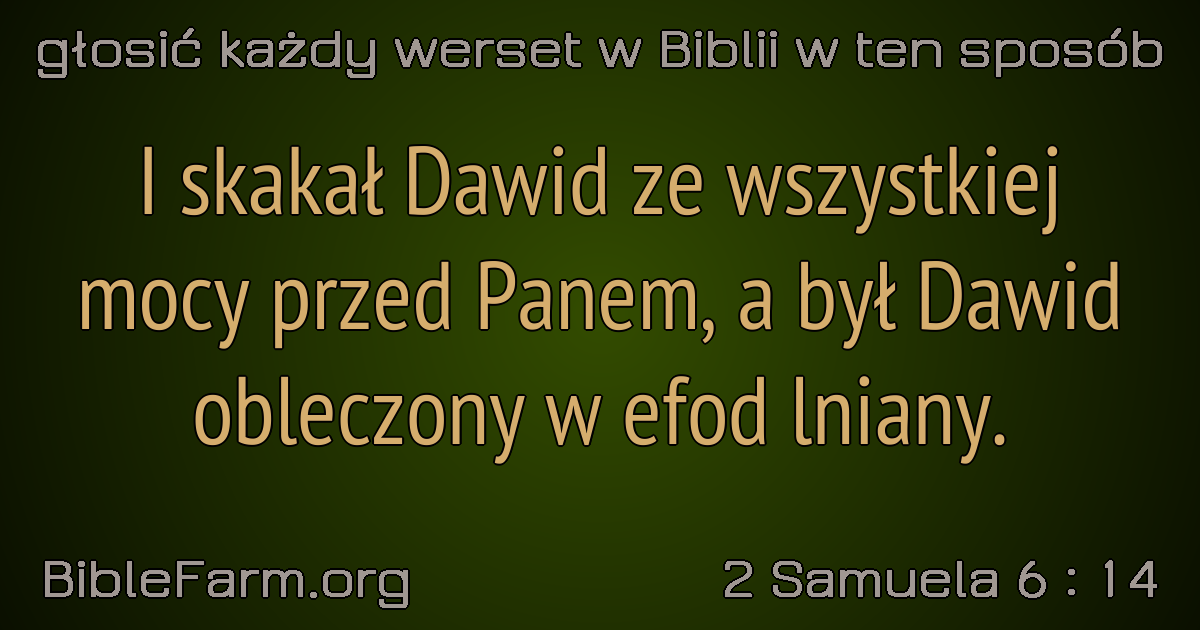 głosić każdy werset w Biblii w ten sposób
I skakał Dawid ze wszystkiej
mocy przed Panem, a był Dawid
obleczony w efod lniany.
BibleFarm.org
2 Samuela 6 : 14